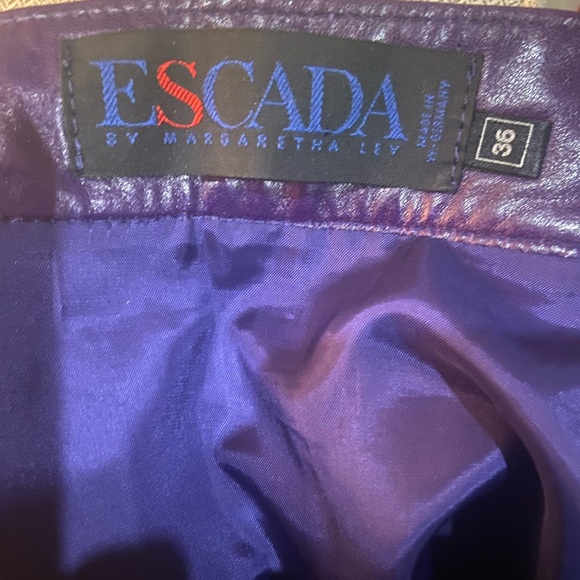 ESCADA
BY MARGARETHA LEY
MADE IN
W.-GERMANY
36